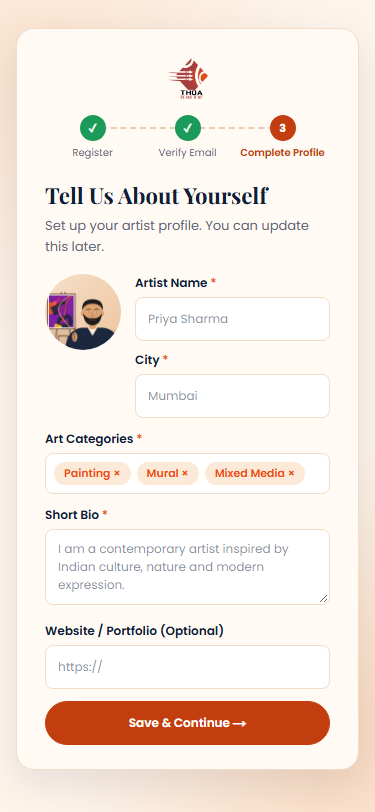 THUA
✓
✓
3
Register
Verify Email
Complete Profile
Tell Us About Yourself
Set up your artist profile. You can update
this later.
Artist Name *
Priya Sharma
City *
Mumbai
Art Categories *
Painting ×
Mural ×
Mixed Media ×
Short Bio *
I am a contemporary artist inspired by
Indian culture, nature and modern
expression.
Website / Portfolio (Optional)
https://
Save & Continue →